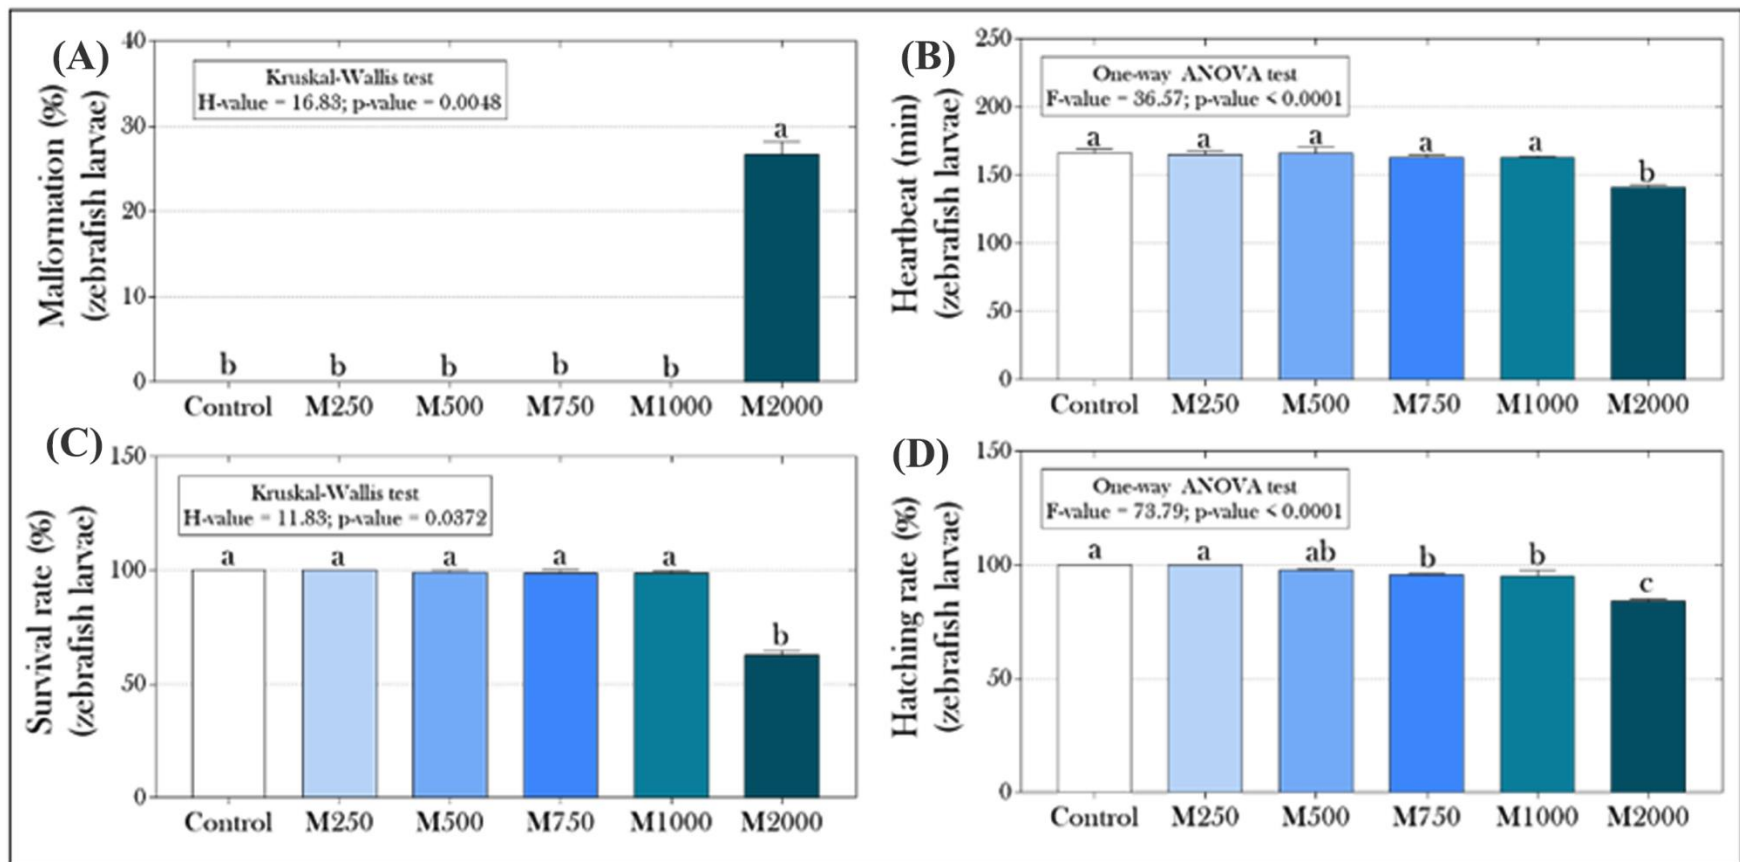 (A)
Malformation (%)
(zebrafish larvae)
40
30
20
10
0
Kruskal-Wallis test
H-value = 16.83; p-value = 0.0048
b b b b b a
Control M250 M500 M750 M1000 M2000
(B)
Heartbeat (min)
(zebrafish larvae)
250
200
150
100
50
0
One-way ANOVA test
F-value = 36.57; p-value < 0.0001
a a a a a b
Control M250 M500 M750 M1000 M2000
(C)
Survival rate (%)
(zebrafish larvae)
150
100
50
0
Kruskal-Wallis test
H-value = 11.83; p-value = 0.0372
a a a a a b
Control M250 M500 M750 M1000 M2000
(D)
Hatching rate (%)
(zebrafish larvae)
150
100
50
0
One-way ANOVA test
F-value = 73.79; p-value < 0.0001
a a ab b b c
Control M250 M500 M750 M1000 M2000